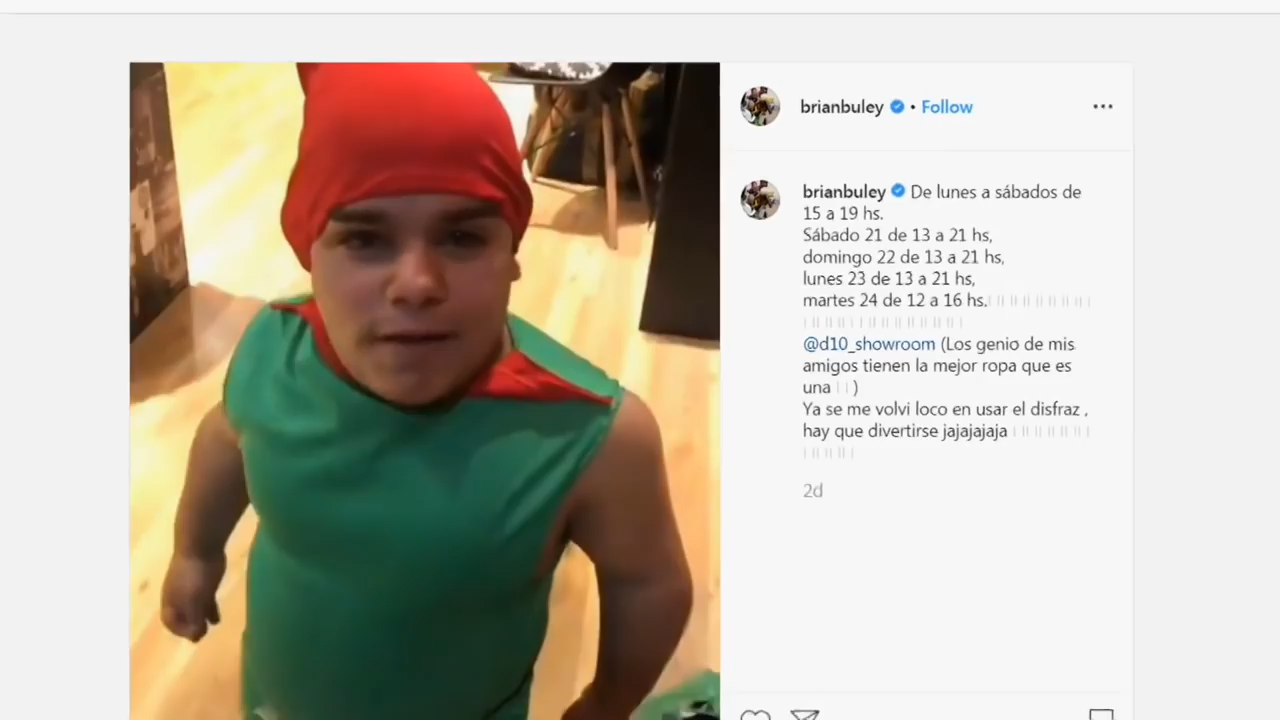 brianbuley • Follow
brianbuley De lunes a sábados de
15 a 19 hs.
Sábado 21 de 13 a 21 hs,
domingo 22 de 13 a 21 hs,
lunes 23 de 13 a 21 hs,
martes 24 de 12 a 16 hs.
@d10_showroom (Los genio de mis
amigos tienen la mejor ropa que es
una )
Ya se me volvi loco en usar el disfraz ,
hay que divertirse jajajajaja
2d